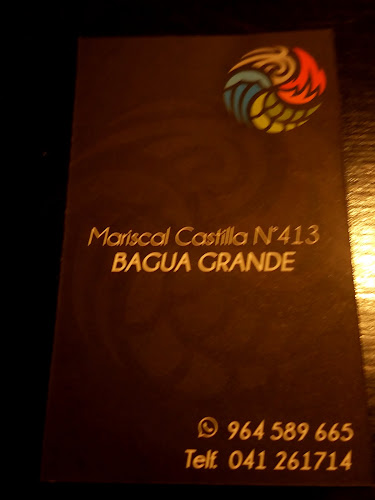 Mariscal Castilla N°413
BAGUA GRANDE
964 589 665
Telf. 041 261714